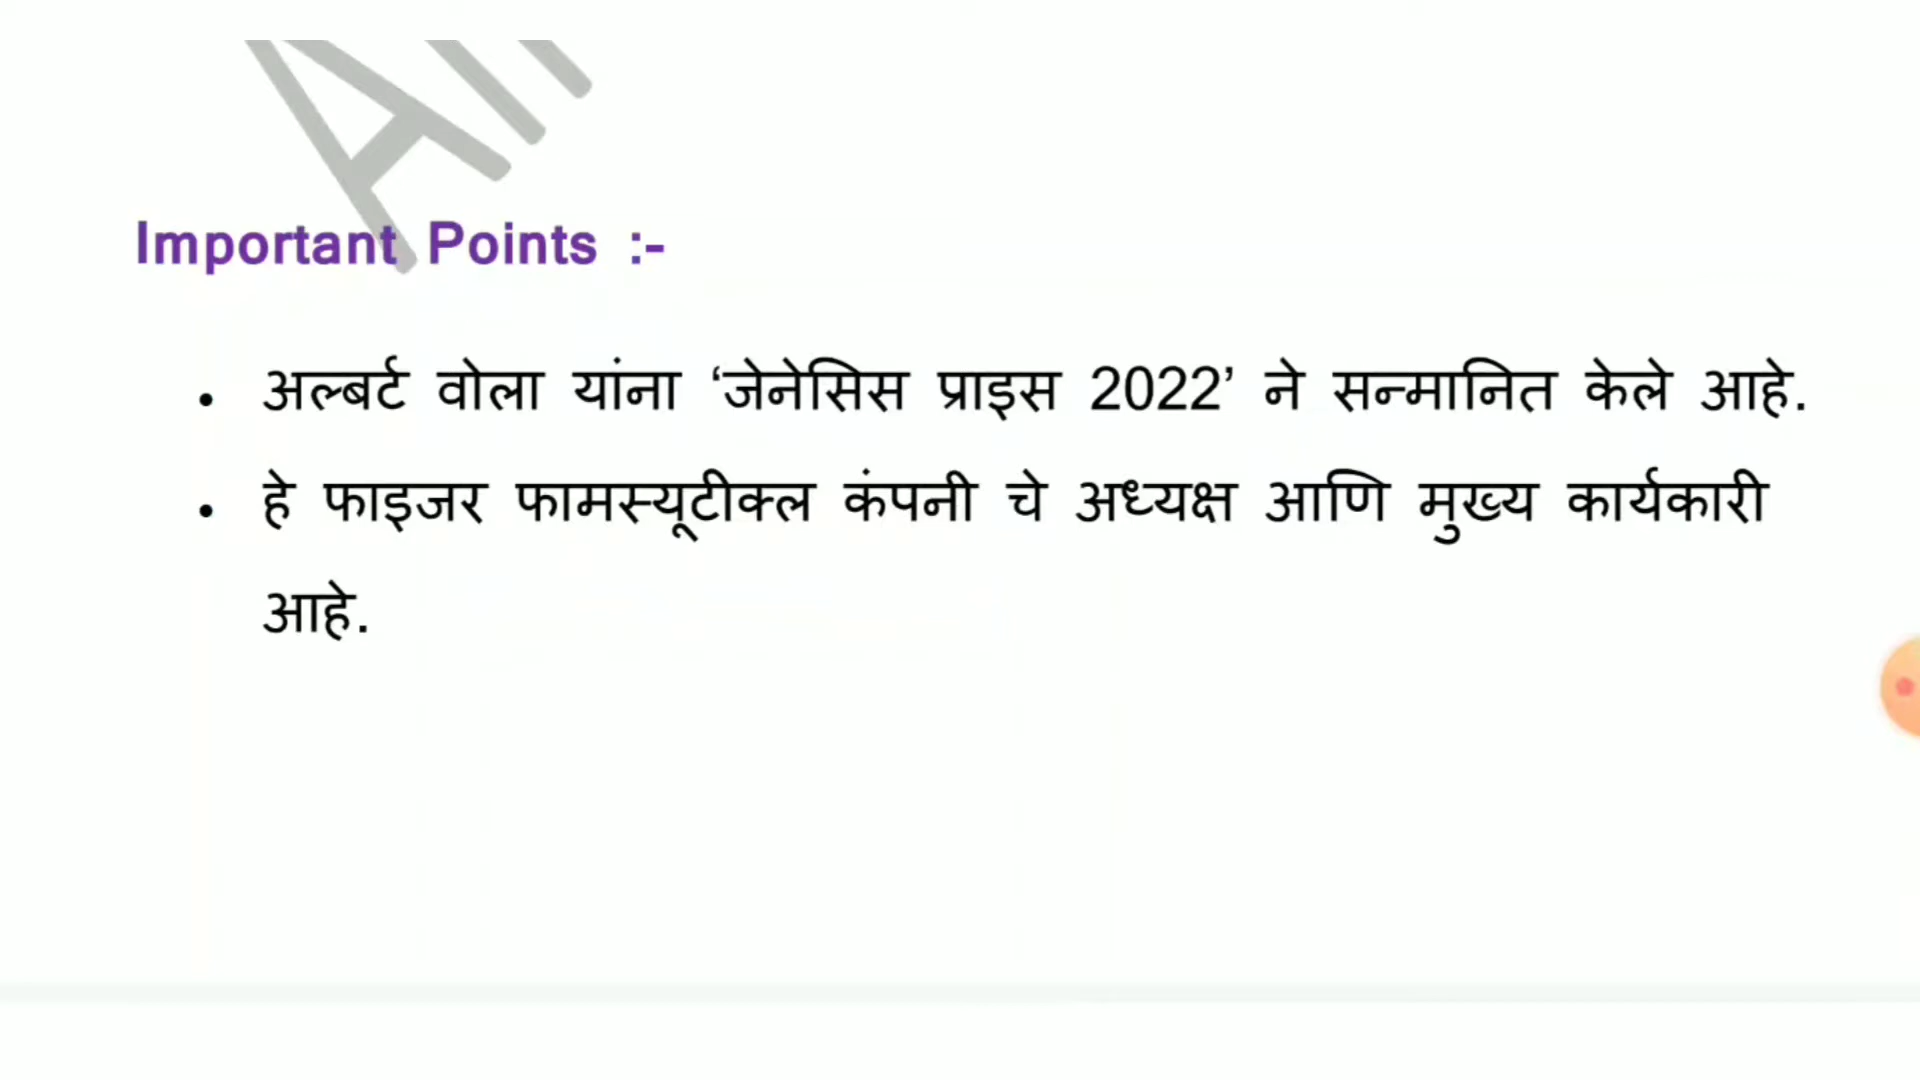 Important Points :-
• अल्बर्ट वोला यांना ‘जेनेसिस प्राइस 2022’ ने सन्मानित केले आहे.
• हे फाइजर फामस्यूटीक्ल कंपनी चे अध्यक्ष आणि मुख्य कार्यकारी
आहे.